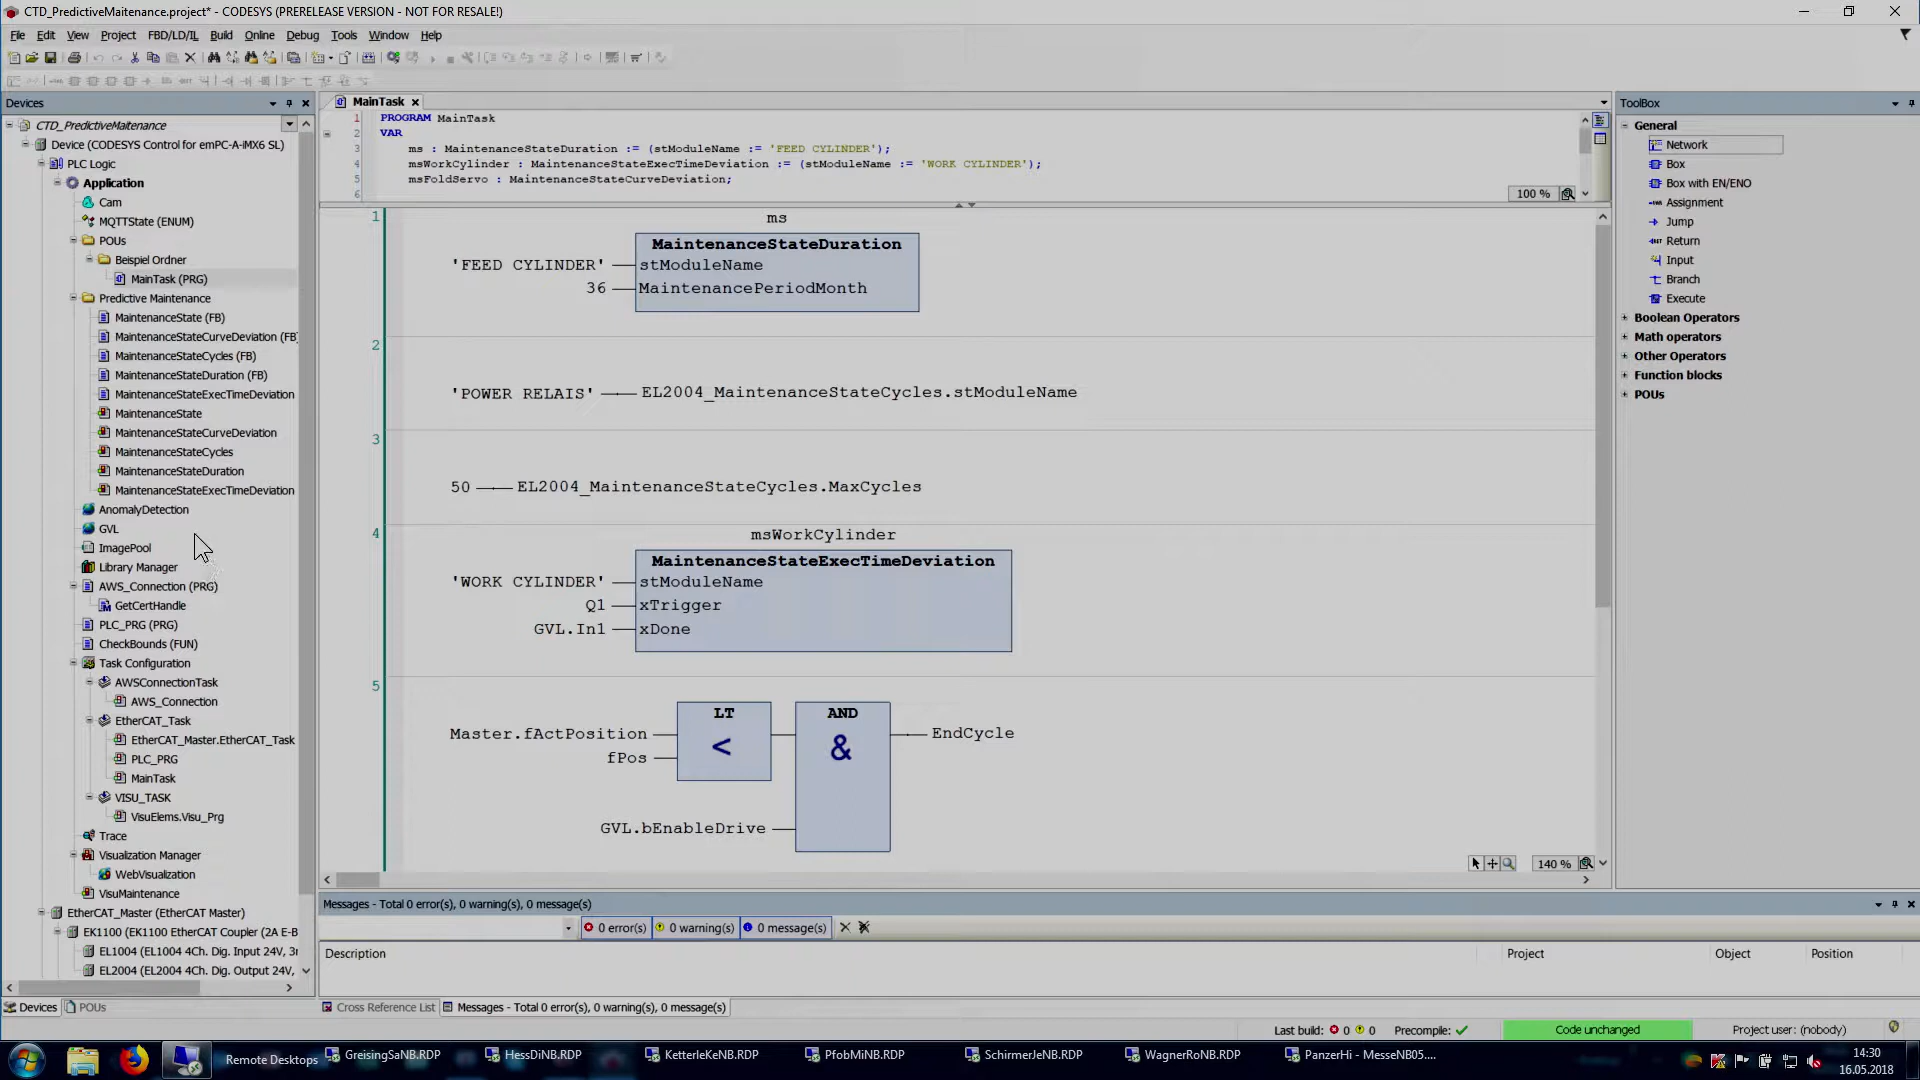 CTD_PredictiveMaitenance.project* - CODESYS (PRERELEASE VERSION - NOT FOR RESALE!)
File Edit View Project FBD/LD/IL Build Online Debug Tools Window Help
Devices
CTD_PredictiveMaitenance
Device (CODESYS Control for emPC-A-iMX6 SL)
PLC Logic
Application
Cam
MQTTState (ENUM)
POUs
Beispiel Ordner
MainTask (PRG)
Predictive Maintenance
MaintenanceState (FB)
MaintenanceStateCurveDeviation (FB)
MaintenanceStateCycles (FB)
MaintenanceStateDuration (FB)
MaintenanceStateExecTimeDeviation
MaintenanceState
MaintenanceStateCurveDeviation
MaintenanceStateCycles
MaintenanceStateDuration
MaintenanceStateExecTimeDeviation
AnomalyDetection
GVL
ImagePool
Library Manager
AWS_Connection (PRG)
GetCertHandle
PLC_PRG (PRG)
CheckBounds (FUN)
Task Configuration
AWSConnectionTask
AWS_Connection
EtherCAT_Task
EtherCAT_Master.EtherCAT_Task
PLC_PRG
MainTask
VISU_TASK
VisuElems.Visu_Prg
Trace
Visualization Manager
WebVisualization
VisuMaintenance
EtherCAT_Master (EtherCAT Master)
EK1100 (EK1100 EtherCAT Coupler (2A E-B
EL1004 (EL1004 4Ch. Dig. Input 24V, 3r
EL2004 (EL2004 4Ch. Dig. Output 24V,
Devices POUs
MainTask
1 PROGRAM MainTask
2 VAR
3 ms : MaintenanceStateDuration := (stModuleName := 'FEED CYLINDER');
4 msWorkCylinder : MaintenanceStateExecTimeDeviation := (stModuleName := 'WORK CYLINDER');
5 msFoldServo : MaintenanceStateCurveDeviation;
6
100 %
1
ms
MaintenanceStateDuration
'FEED CYLINDER' stModuleName
36 MaintenancePeriodMonth
2
'POWER RELAIS' EL2004_MaintenanceStateCycles.stModuleName
3
50 EL2004_MaintenanceStateCycles.MaxCycles
4
msWorkCylinder
MaintenanceStateExecTimeDeviation
'WORK CYLINDER' stModuleName
Q1 xTrigger
GVL.In1 xDone
5
LT AND
Master.fActPosition < & EndCycle
fPos
GVL.bEnableDrive
140 %
Messages - Total 0 error(s), 0 warning(s), 0 message(s)
0 error(s) 0 warning(s) 0 message(s)
Description Project Object Position
Cross Reference List Messages - Total 0 error(s), 0 warning(s), 0 message(s)
ToolBox
General
Network
Box
Box with EN/ENO
Assignment
Jump
Return
Input
Branch
Execute
Boolean Operators
Math operators
Other Operators
Function blocks
POUs
Last build: 0 0 Precompile: Code unchanged Project user: (nobody)
Remote Desktops GreisingSaNB.RDP HessDiNB.RDP KetterleKeNB.RDP PfobMiNB.RDP SchirmerJeNB.RDP WagnerRoNB.RDP PanzerHi - MesseNB05....
14:30
16.05.2018